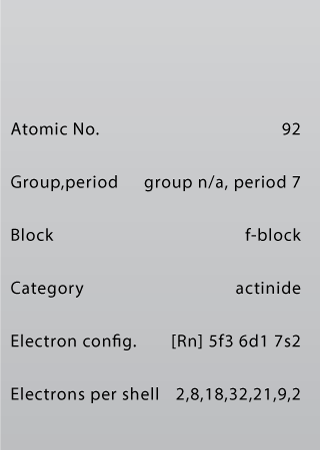 Atomic No. 92
Group,period group n/a, period 7
Block f-block
Category actinide
Electron config. [Rn] 5f3 6d1 7s2
Electrons per shell 2,8,18,32,21,9,2